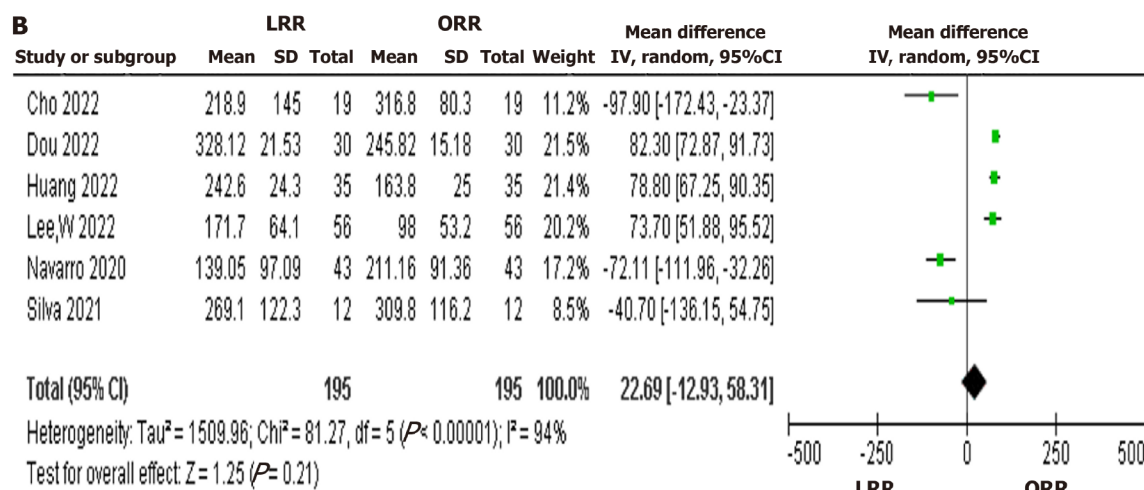 B
LRR ORR Mean difference Mean difference
Study or subgroup Mean SD Total Mean SD Total Weight IV, random, 95%CI IV, random, 95%CI
Cho 2022 218.9 145 19 316.8 80.3 19 11.2% -97.90 [-172.43, -23.37]
Dou 2022 328.12 21.53 30 245.82 15.18 30 21.5% 82.30 [72.87, 91.73]
Huang 2022 242.6 24.3 35 163.8 25 35 21.4% 78.80 [67.25, 90.35]
Lee,W 2022 171.7 64.1 56 98 53.2 56 20.2% 73.70 [51.88, 95.52]
Navarro 2020 139.05 97.09 43 211.16 91.36 43 17.2% -72.11 [-111.96, -32.26]
Silva 2021 269.1 122.3 12 309.8 116.2 12 8.5% -40.70 [-136.15, 54.75]
Total (95% CI) 195 195 100.0% 22.69 [-12.93, 58.31]
Heterogeneity: Tau² = 1509.96; Chi² = 81.27, df = 5 (P < 0.00001); I² = 94%
Test for overall effect: Z = 1.25 (P = 0.21)
-500 -250 0 250 500
LRR ORR